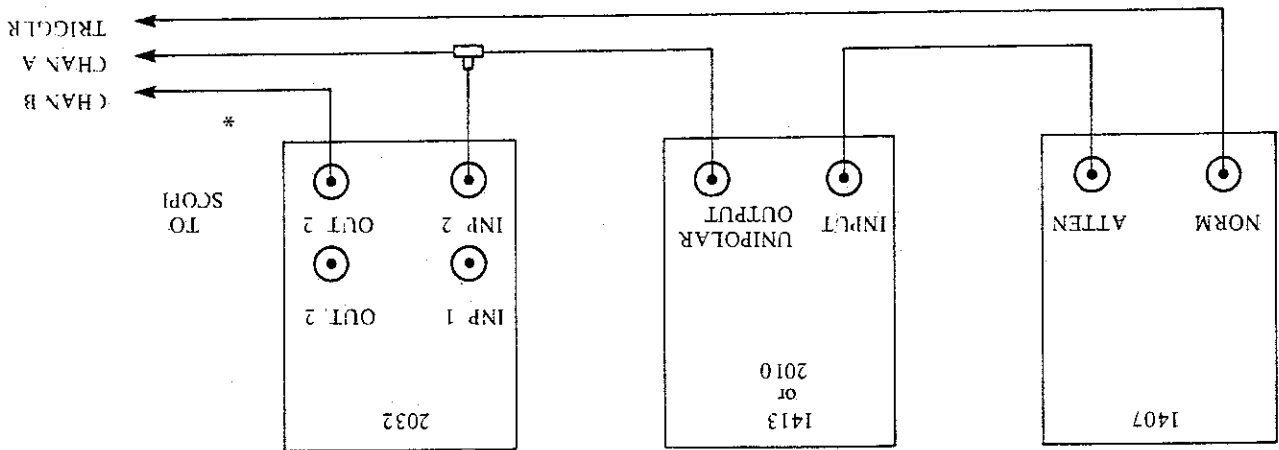 1407
NORM
ATTEN
1413
or
2010
INPUT
UNIPOLAR
OUTPUT
2032
INP 1
OUT. 2
INP 2
OUT 2
TO
SCOPE
*
CHAN B
CHAN A
TRIGGER